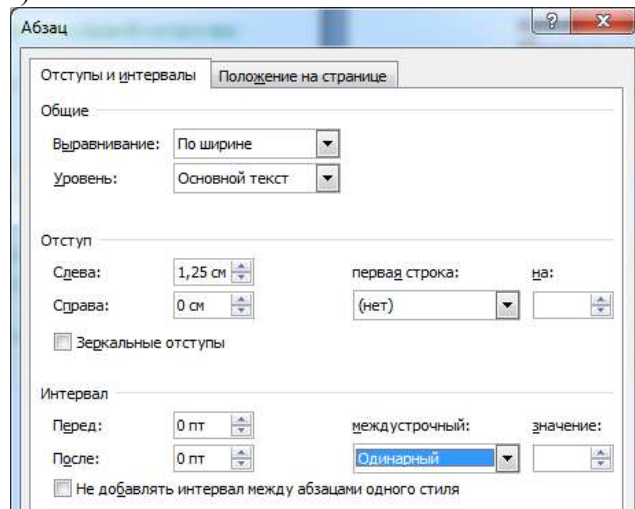 Абзац
Отступы и интервалы Положение на странице
Общие
Выравнивание: По ширине
Уровень: Основной текст
Отступ
Слева: 1,25 см первая строка: на:
Справа: 0 см (нет)
Зеркальные отступы
Интервал
Перед: 0 пт междустрочный: значение:
После: 0 пт Одинарный
Не добавлять интервал между абзацами одного стиля